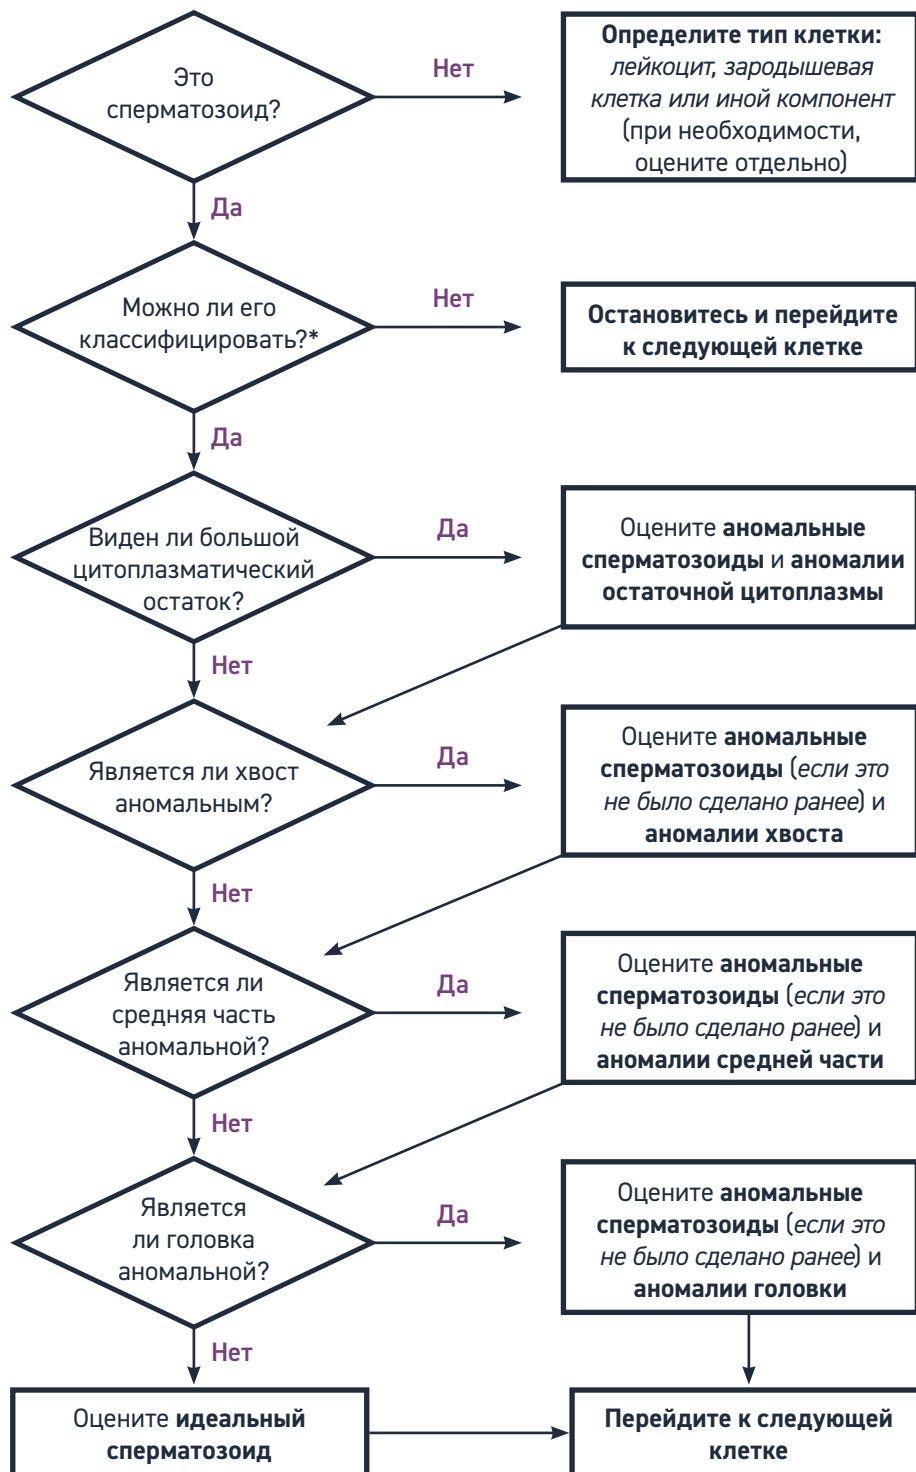 Это
сперматозоид?
Нет
Определите тип клетки:
лейкоцит, зародышевая
клетка или иной компонент
(при необходимости,
оцените отдельно)
Да
Можно ли его
классифицировать?*
Нет
Остановитесь и перейдите
к следующей клетке
Да
Виден ли большой
цитоплазматический
остаток?
Да
Оцените аномальные
сперматозоиды и аномалии
остаточной цитоплазмы
Нет
Является ли хвост
аномальным?
Да
Оцените аномальные
сперматозоиды (если это
не было сделано ранее) и
аномалии хвоста
Нет
Является ли
средняя часть
аномальной?
Да
Оцените аномальные
сперматозоиды (если это
не было сделано ранее) и
аномалии средней части
Нет
Является
ли головка
аномальной?
Да
Оцените аномальные
сперматозоиды (если это
не было сделано ранее) и
аномалии головки
Нет
Оцените идеальный
сперматозоид
Перейдите к следующей
клетке